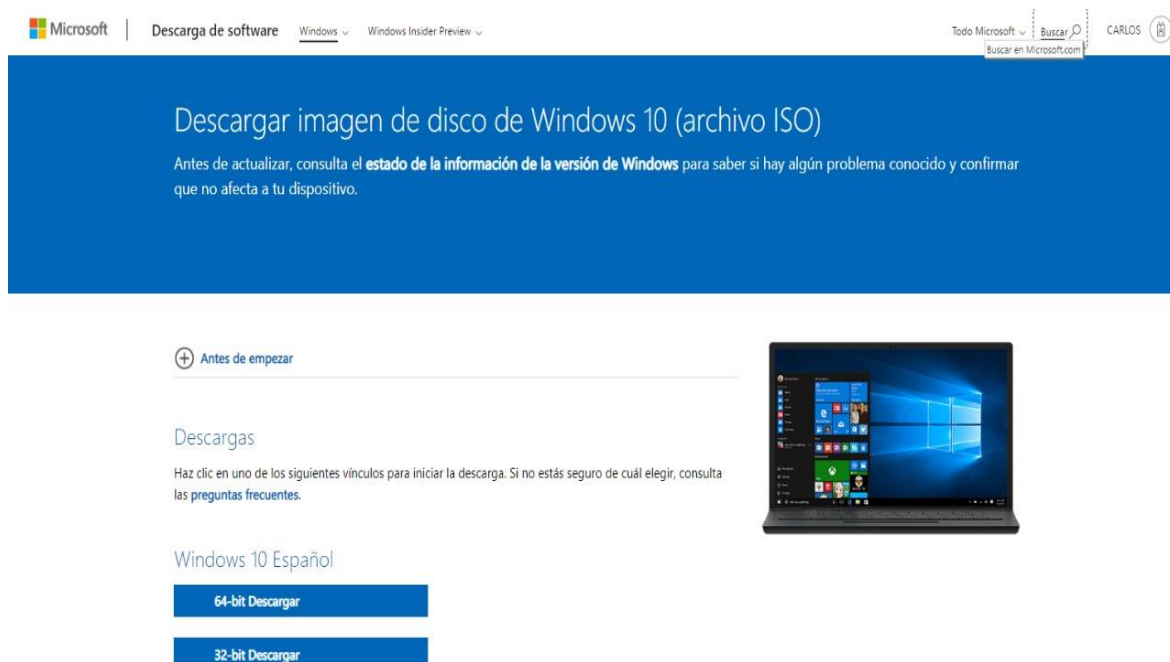 Microsoft
Descarga de software
Windows
Windows Insider Preview
Todo Microsoft
Buscar
CARLOS
Buscar en Microsoft.com
Descargar imagen de disco de Windows 10 (archivo ISO)
Antes de actualizar, consulta el estado de la información de la versión de Windows para saber si hay algún problema conocido y confirmar
que no afecta a tu dispositivo.
Antes de empezar
Descargas
Haz clic en uno de los siguientes vínculos para iniciar la descarga. Si no estás seguro de cuál elegir, consulta
las preguntas frecuentes.
Windows 10 Español
64-bit Descargar
32-bit Descargar